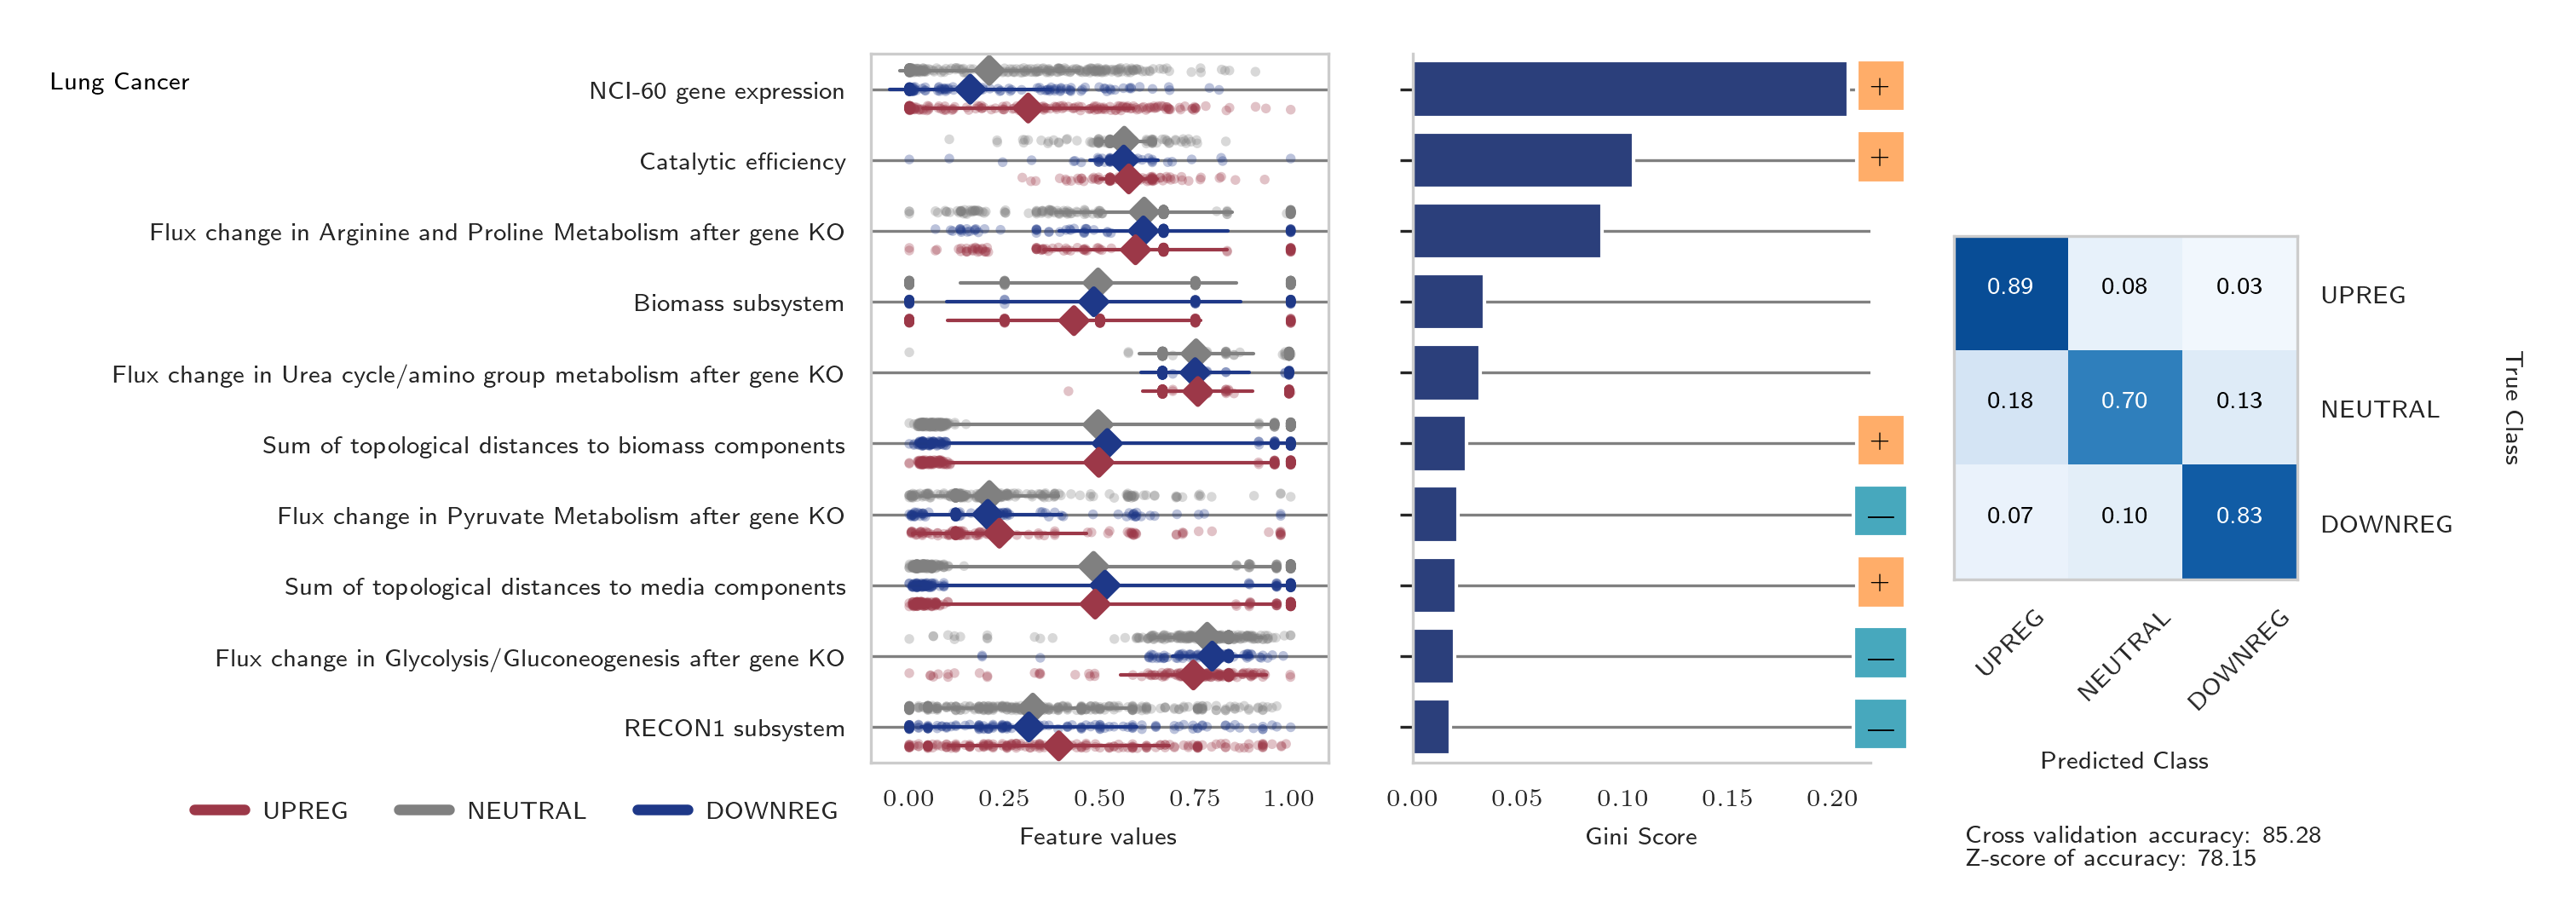 Lung Cancer
NCI-60 gene expression
+
Catalytic efficiency
+
Flux change in Arginine and Proline Metabolism after gene KO
Biomass subsystem
Flux change in Urea cycle/amino group metabolism after gene KO
Sum of topological distances to biomass components
+
Flux change in Pyruvate Metabolism after gene KO
—
Sum of topological distances to media components
+
Flux change in Glycolysis/Gluconeogenesis after gene KO
—
RECON1 subsystem
—
UPREG NEUTRAL DOWNREG
0.00 0.25 0.50 0.75 1.00
Feature values
0.00 0.05 0.10 0.15 0.20
Gini Score
0.89 0.08 0.03 UPREG
0.18 0.70 0.13 NEUTRAL
0.07 0.10 0.83 DOWNREG
True Class
UPREG NEUTRAL DOWNREG
Predicted Class
Cross validation accuracy: 85.28
Z-score of accuracy: 78.15